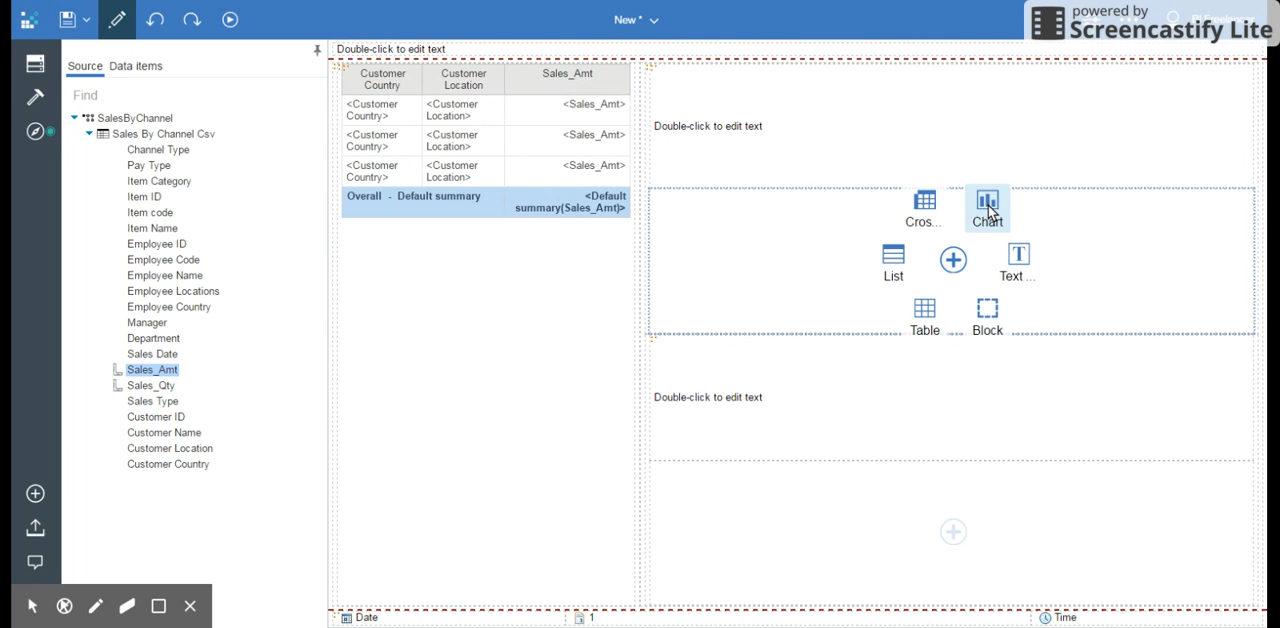 New *
powered by
Screencastify Lite
Source Data items
Find
SalesByChannel
Sales By Channel Csv
Channel Type
Pay Type
Item Category
Item ID
Item code
Item Name
Employee ID
Employee Code
Employee Name
Employee Locations
Employee Country
Manager
Department
Sales Date
Sales_Amt
Sales_Qty
Sales Type
Customer ID
Customer Name
Customer Location
Customer Country
Double-click to edit text
Customer Country
Customer Location
Sales_Amt
<Customer Country>
<Customer Location>
<Sales_Amt>
<Customer Country>
<Customer Location>
<Sales_Amt>
<Customer Country>
<Customer Location>
<Sales_Amt>
Overall - Default summary
<Default summary(Sales_Amt)>
Double-click to edit text
Cros...
Chart
List
Text ...
Table
Block
Double-click to edit text
Date
1
Time